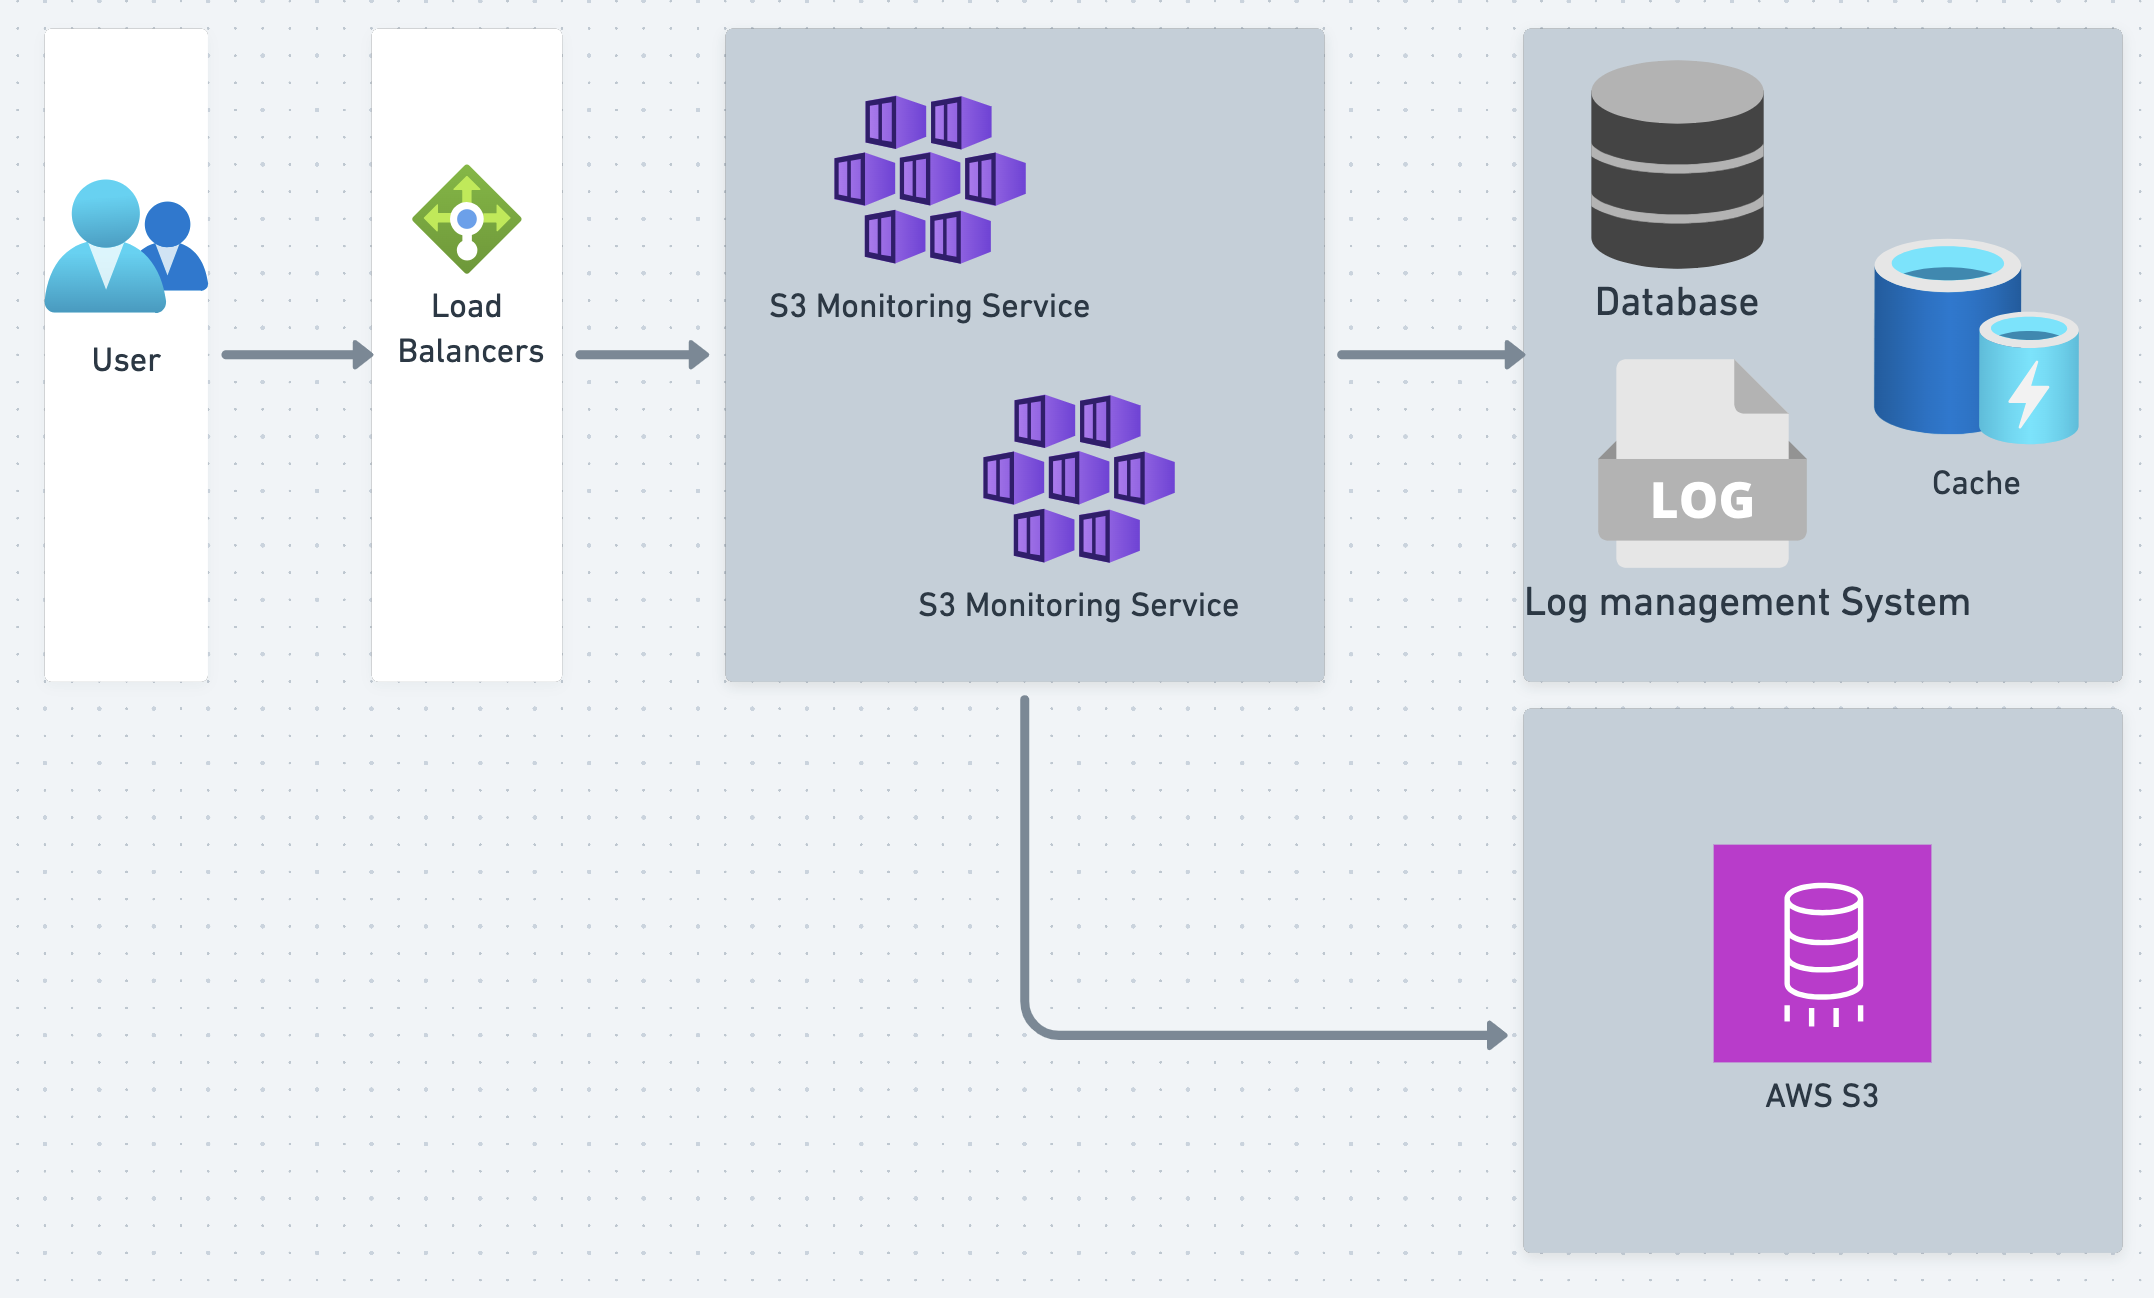 User
Load
Balancers
S3 Monitoring Service
S3 Monitoring Service
Database
Cache
LOG
Log management System
AWS S3